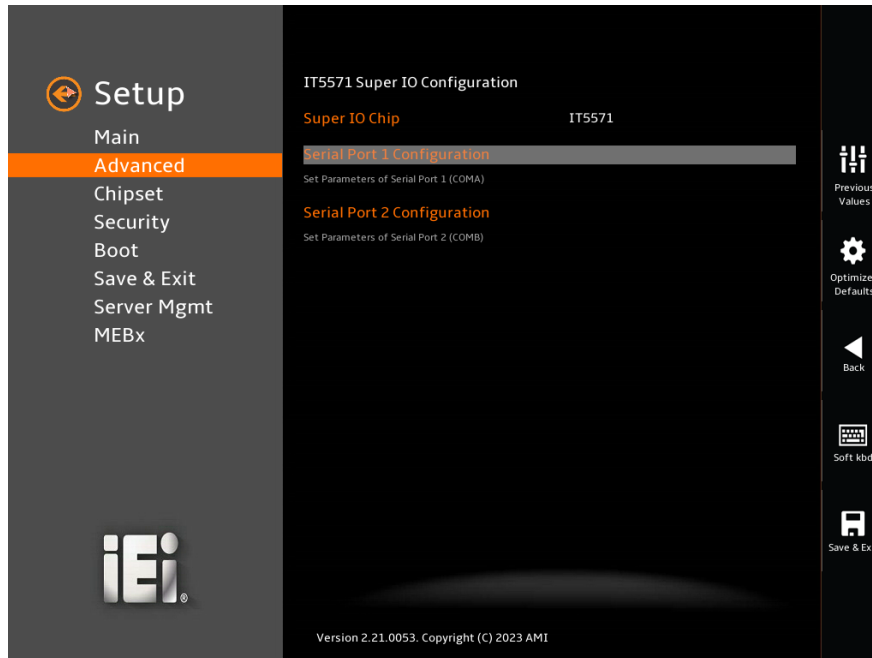 Setup
Main
Advanced
Chipset
Security
Boot
Save & Exit
Server Mgmt
MEBx
iEi®
IT5571 Super IO Configuration
Super IO Chip IT5571
Serial Port 1 Configuration
Set Parameters of Serial Port 1 (COMA)
Serial Port 2 Configuration
Set Parameters of Serial Port 2 (COMB)
Version 2.21.0053. Copyright (C) 2023 AMI
Previous
Values
Optimize
Defaults
Back
Soft kbd
Save & Ex